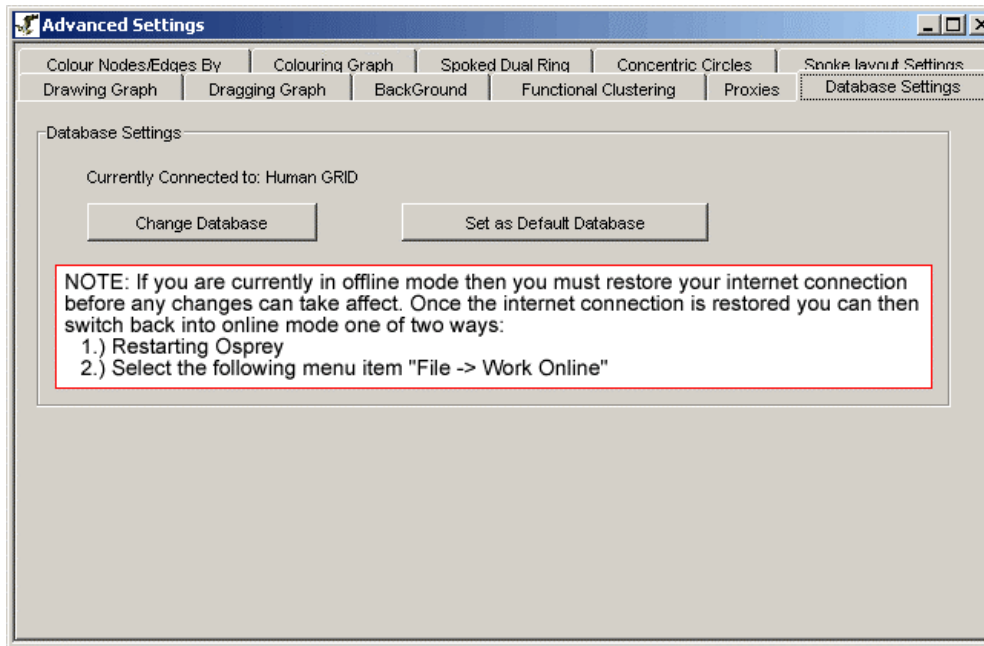 Advanced Settings
Colour Nodes/Edges By Colouring Graph Spoked Dual Ring Concentric Circles Spoke layout Settings
Drawing Graph Dragging Graph BackGround Functional Clustering Proxies Database Settings
Database Settings
Currently Connected to: Human GRID
Change Database Set as Default Database
NOTE: If you are currently in offline mode then you must restore your internet connection
before any changes can take affect. Once the internet connection is restored you can then
switch back into online mode one of two ways:
1.) Restarting Osprey
2.) Select the following menu item "File -> Work Online"